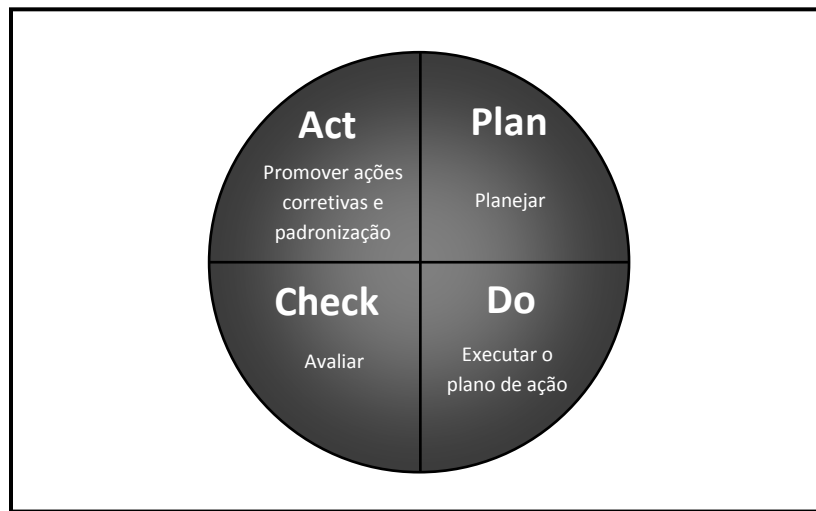 Act
Promover ações
corretivas e
padronização
Plan
Planejar
Check
Avaliar
Do
Executar o
plano de ação